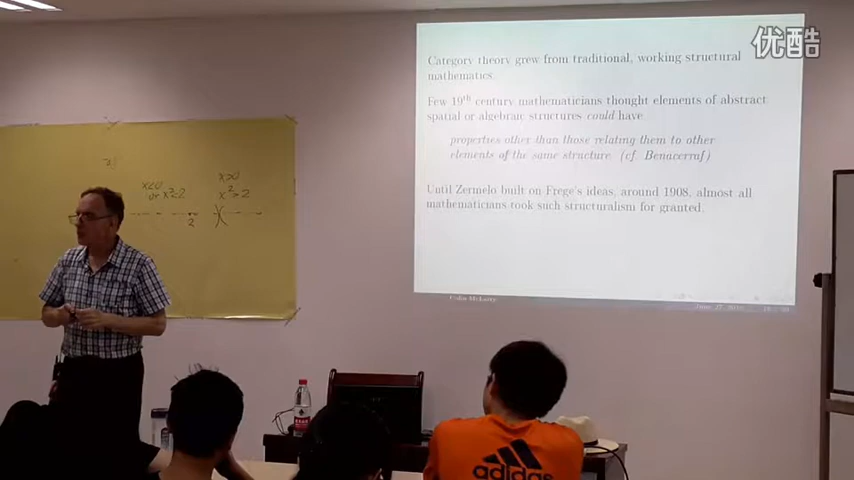 优酷
Category theory grew from traditional, working structural
mathematics.
Few 19th century mathematicians thought elements of abstract
spatial or algebraic structures could have
properties other than those relating them to other
elements of the same structure (cf. Benacerraf)
Until Zermelo built on Frege's ideas, around 1908, almost all
mathematicians took such structuralism for granted.
Colin McLarty
x>0
x²>2
x<0
or x²<2
2
adidas